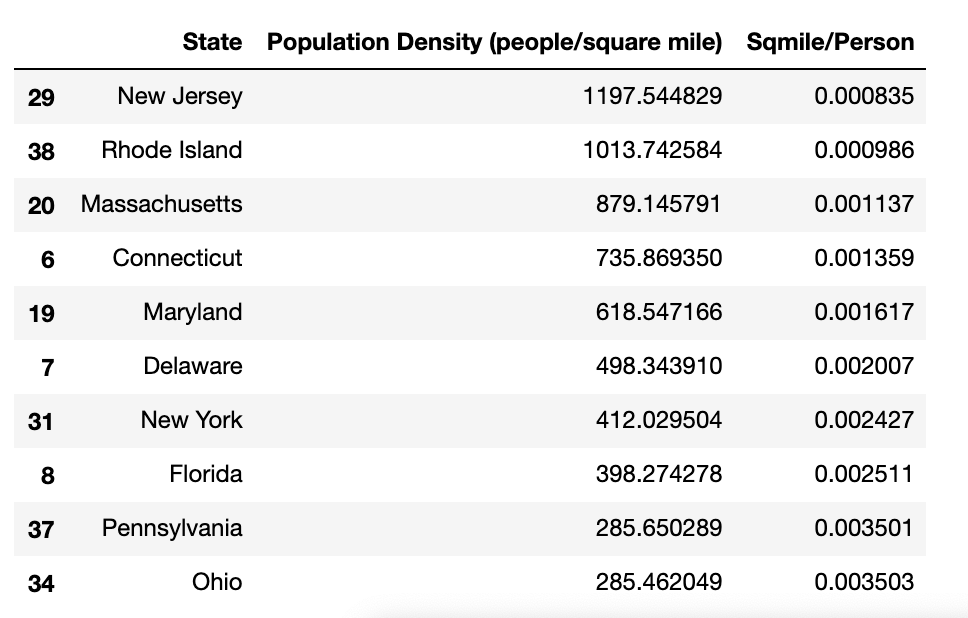 State Population Density (people/square mile) Sqmile/Person
29 New Jersey 1197.544829 0.000835
38 Rhode Island 1013.742584 0.000986
20 Massachusetts 879.145791 0.001137
6 Connecticut 735.869350 0.001359
19 Maryland 618.547166 0.001617
7 Delaware 498.343910 0.002007
31 New York 412.029504 0.002427
8 Florida 398.274278 0.002511
37 Pennsylvania 285.650289 0.003501
34 Ohio 285.462049 0.003503